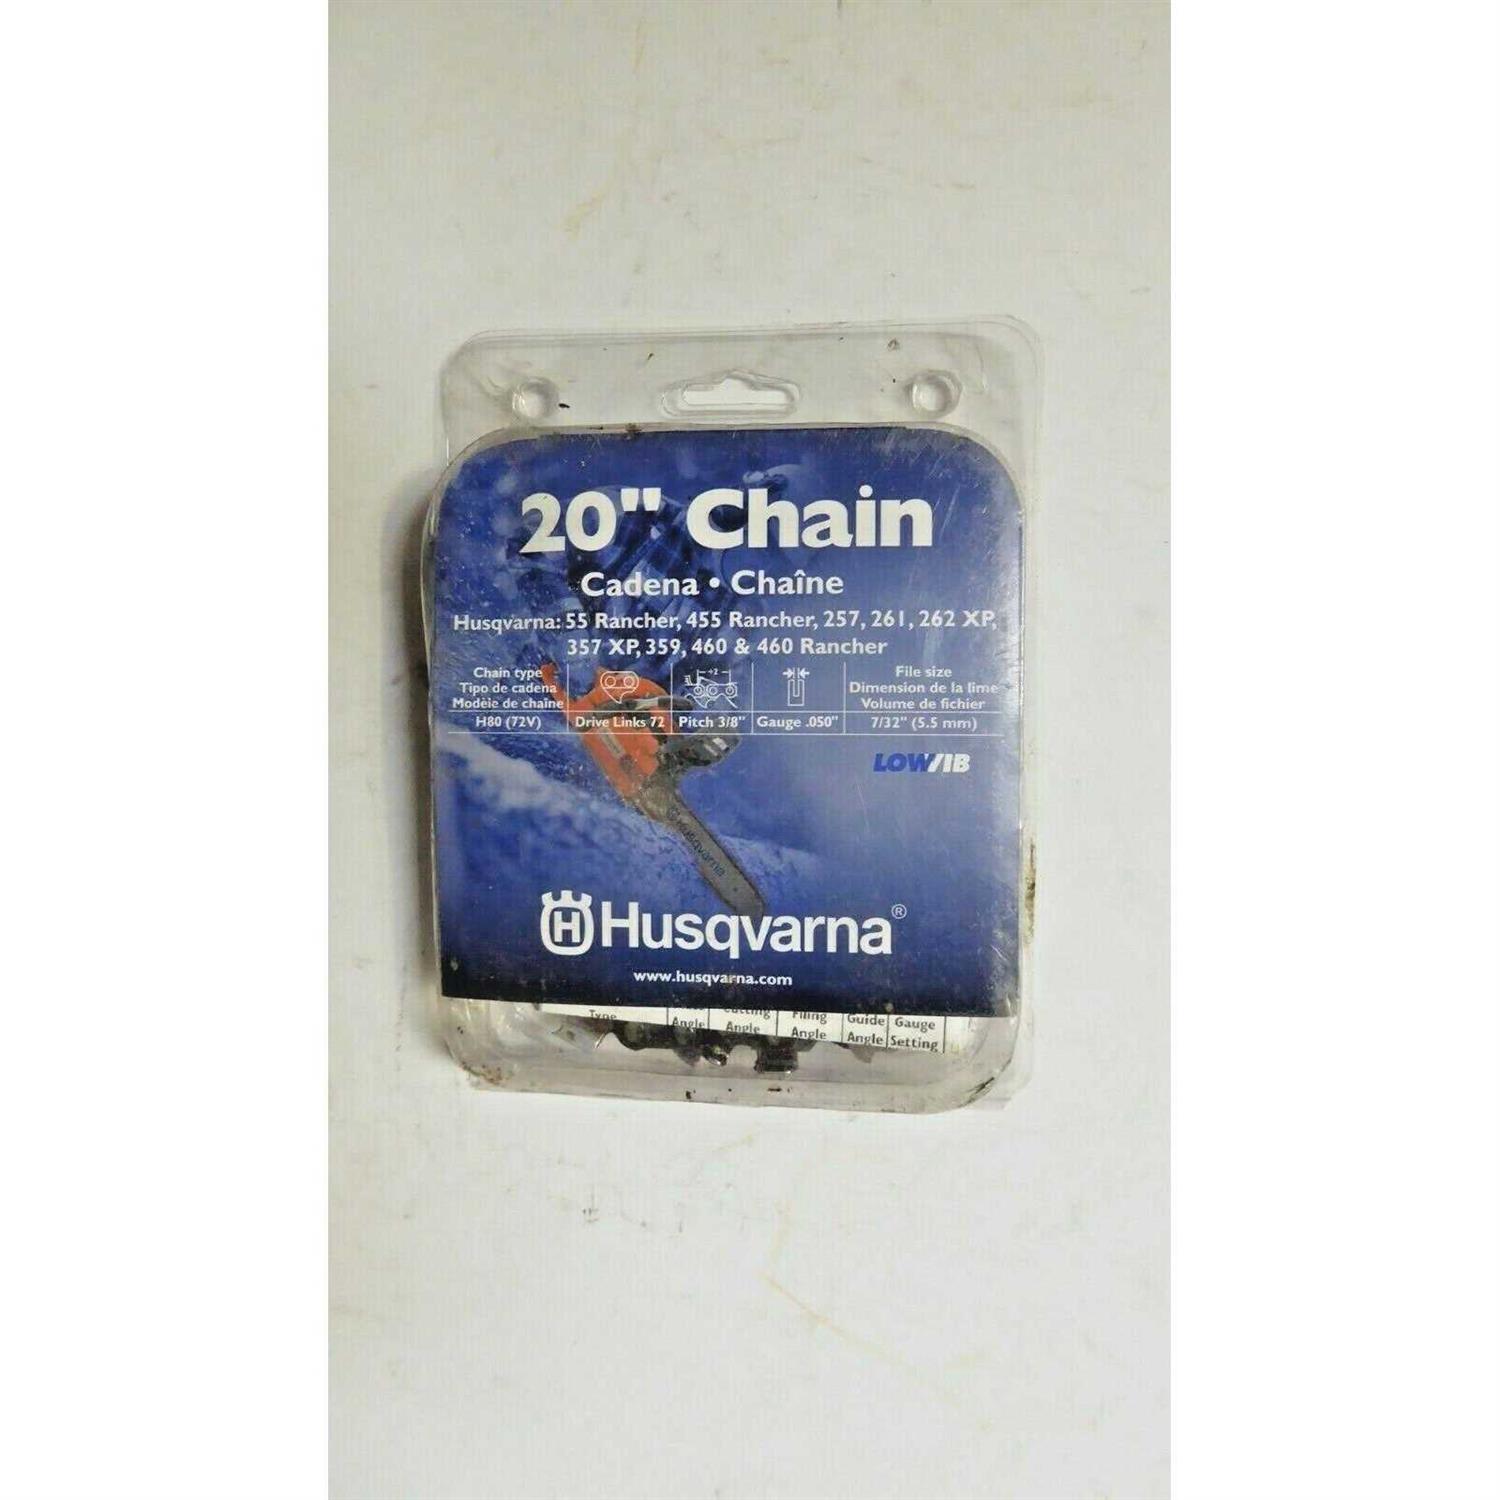 20" Chain
Cadena • Chaîne
Husqvarna: 55 Rancher, 455 Rancher, 257, 261, 262 XP,
357 XP, 359, 460 & 460 Rancher
Chain type
Tipo de cadena
Modèle de chaîne
File size
Dimension de la lime
Volume de fichier
H80 (72V) Drive Links 72 Pitch 3/8" Gauge .050" 7/32" (5.5 mm)
+2
LOWVIB
Husqvarna
H Husqvarna®
www.husqvarna.com
Type Cutting Filing Guide Gauge
Angle Angle Angle Angle Setting